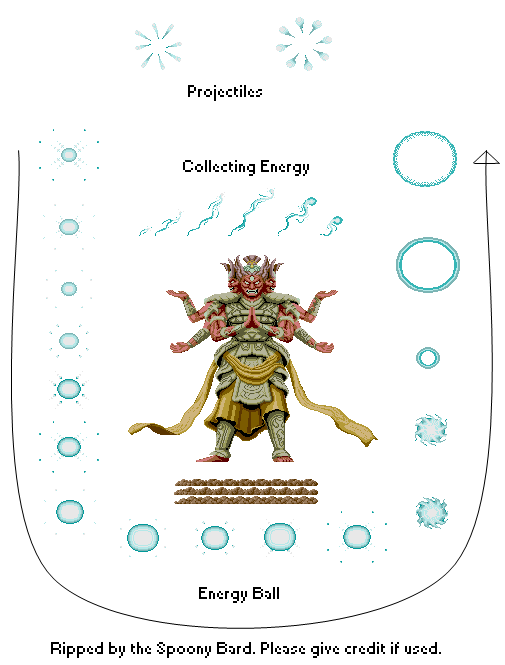 Projectiles
Collecting Energy
Energy Ball
Ripped by the Spoony Bard. Please give credit if used.